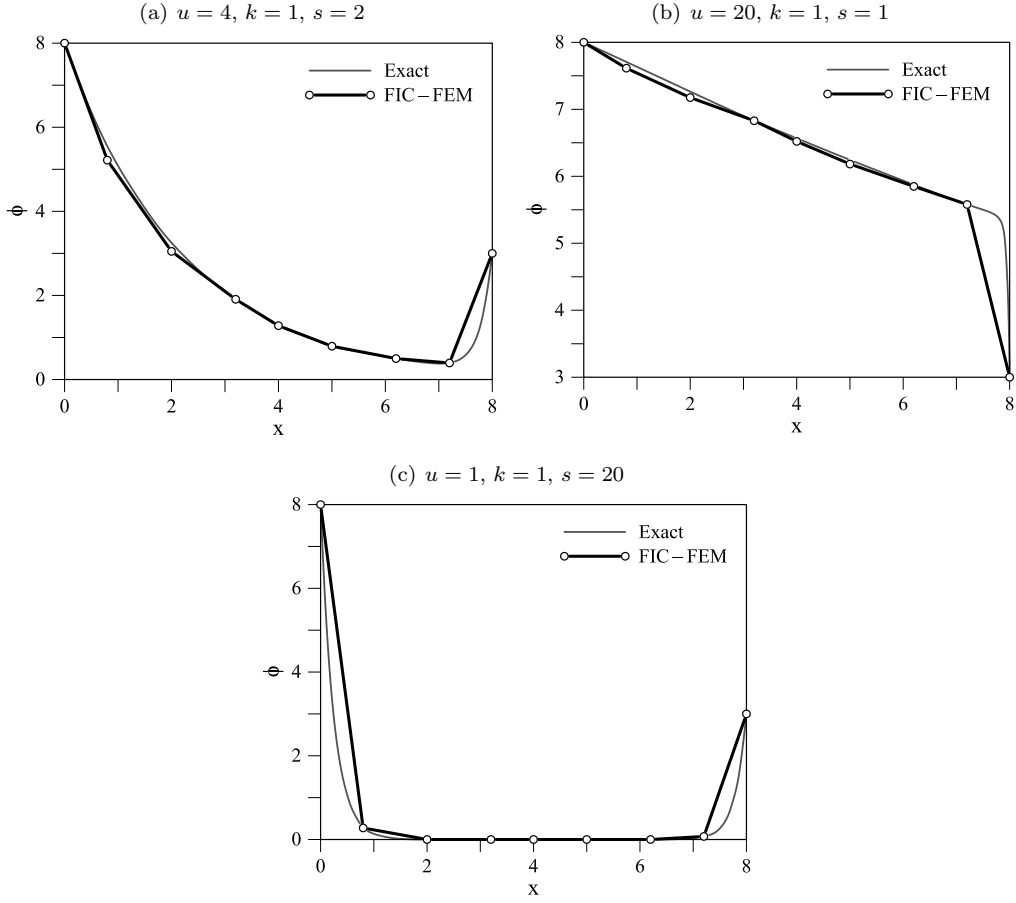 (a) u = 4, k = 1, s = 2
8
6
4
2
0
ϕ
Exact
FIC−FEM
0 2 4 6 8
x
(b) u = 20, k = 1, s = 1
8
7
6
5
4
3
ϕ
Exact
FIC−FEM
0 2 4 6 8
x
(c) u = 1, k = 1, s = 20
8
6
4
2
0
ϕ
Exact
FIC−FEM
0 2 4 6 8
x